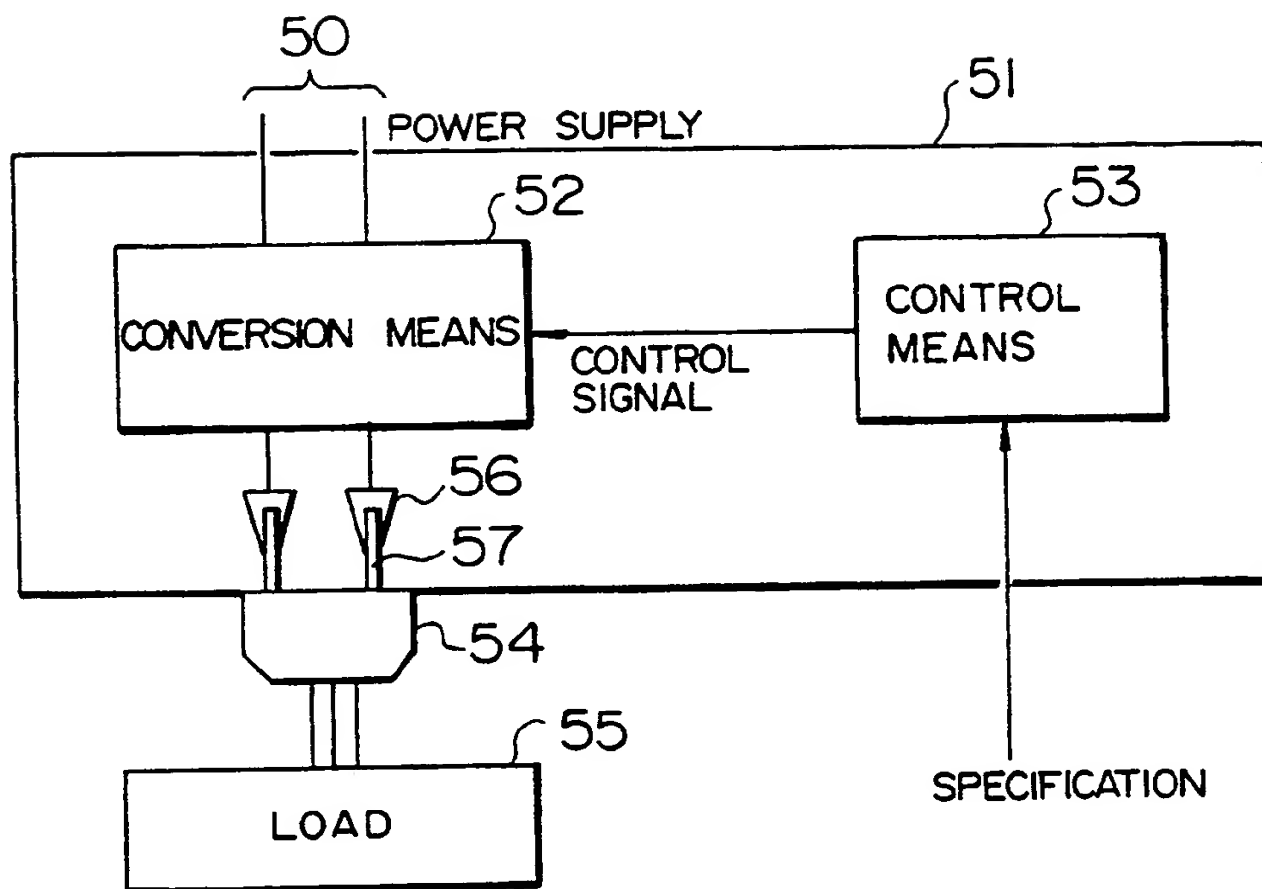 50
51
POWER SUPPLY
52
53
CONVERSION MEANS
CONTROL
MEANS
CONTROL
SIGNAL
56
57
54
55
SPECIFICATION
LOAD